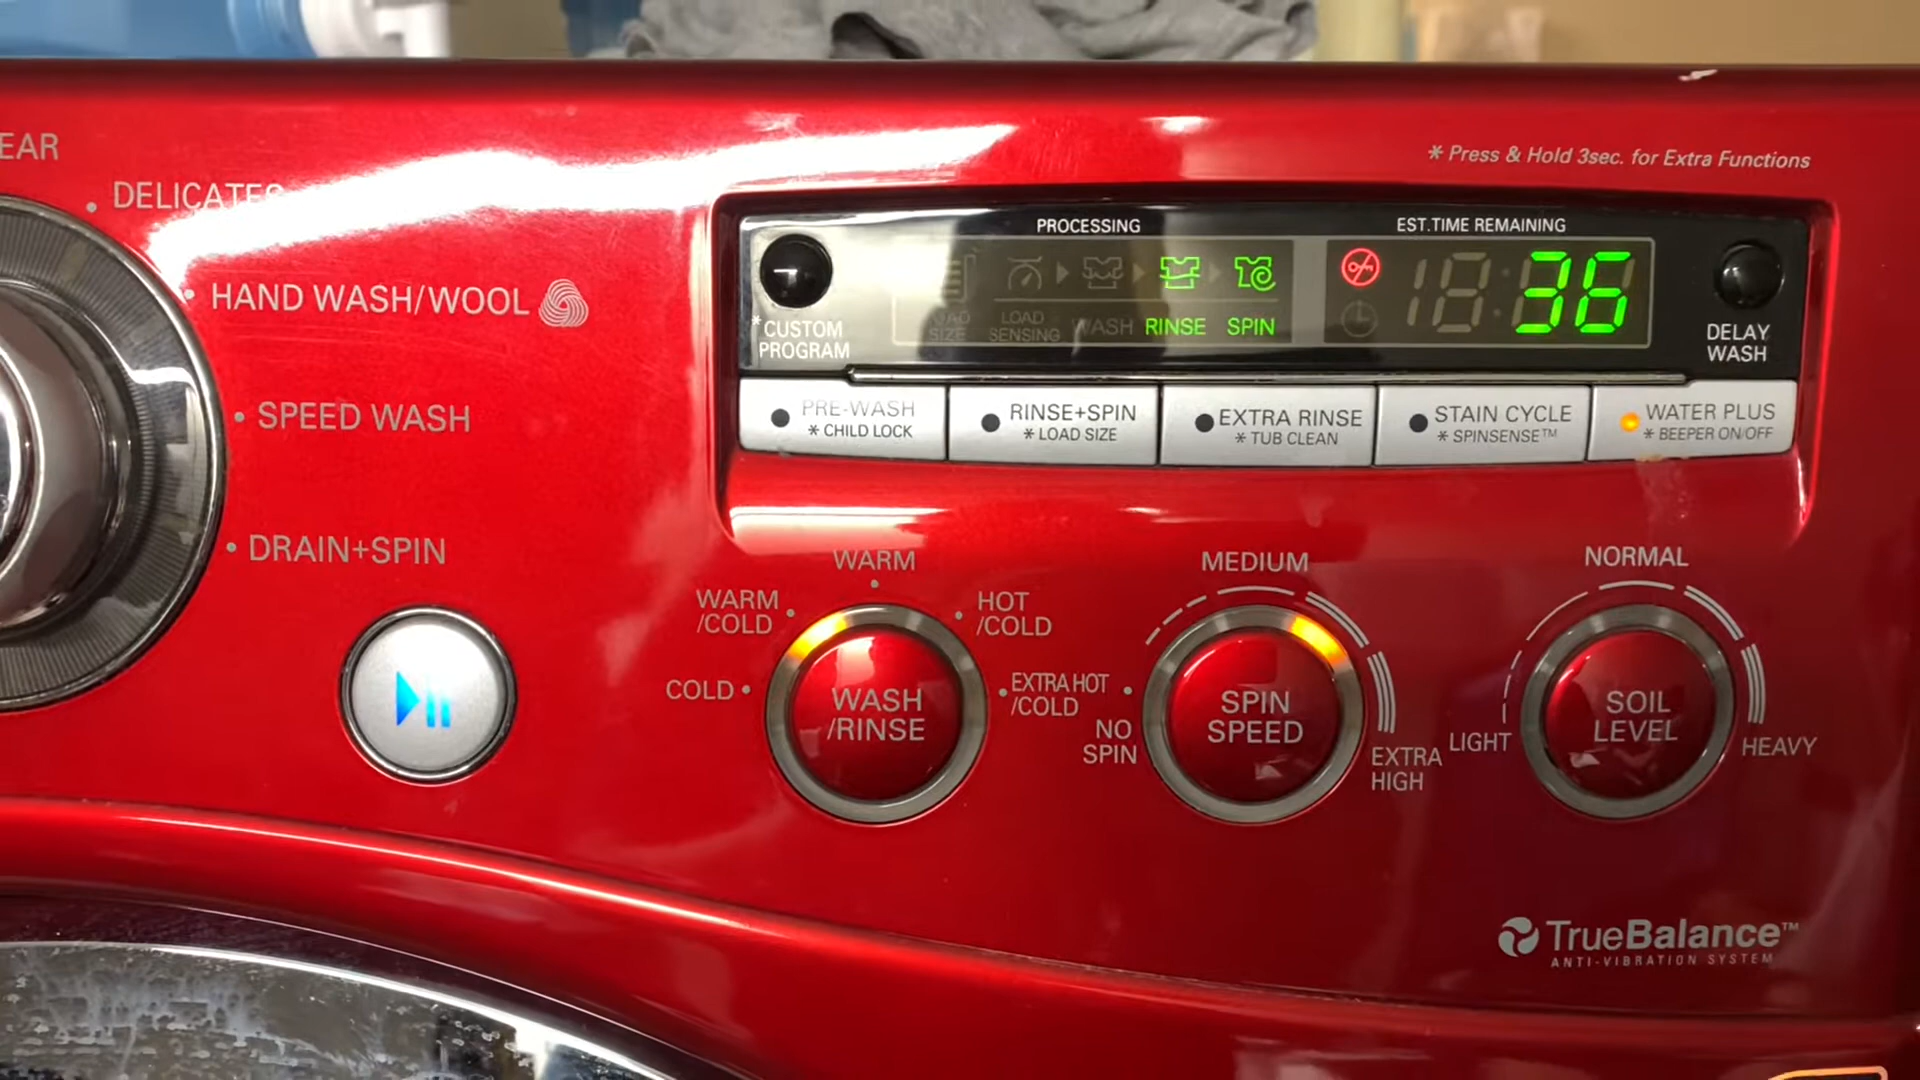 EAR
* Press & Hold 3sec. for Extra Functions
DELICATES
PROCESSING
EST.TIME REMAINING
HAND WASH/WOOL
36
LOAD SIZE
LOAD SENSING
WASH
RINSE
SPIN
* CUSTOM
PROGRAM
DELAY
WASH
PRE-WASH
* CHILD LOCK
RINSE+SPIN
* LOAD SIZE
EXTRA RINSE
* TUB CLEAN
STAIN CYCLE
* SPINSENSE™
WATER PLUS
* BEEPER ON/OFF
SPEED WASH
DRAIN+SPIN
WARM
WARM
/COLD
HOT
/COLD
COLD
EXTRA HOT
/COLD
WASH
/RINSE
MEDIUM
NO
SPIN
SPIN
SPEED
EXTRA
HIGH
NORMAL
LIGHT
SOIL
LEVEL
HEAVY
TrueBalance™
ANTI-VIBRATION SYSTEM